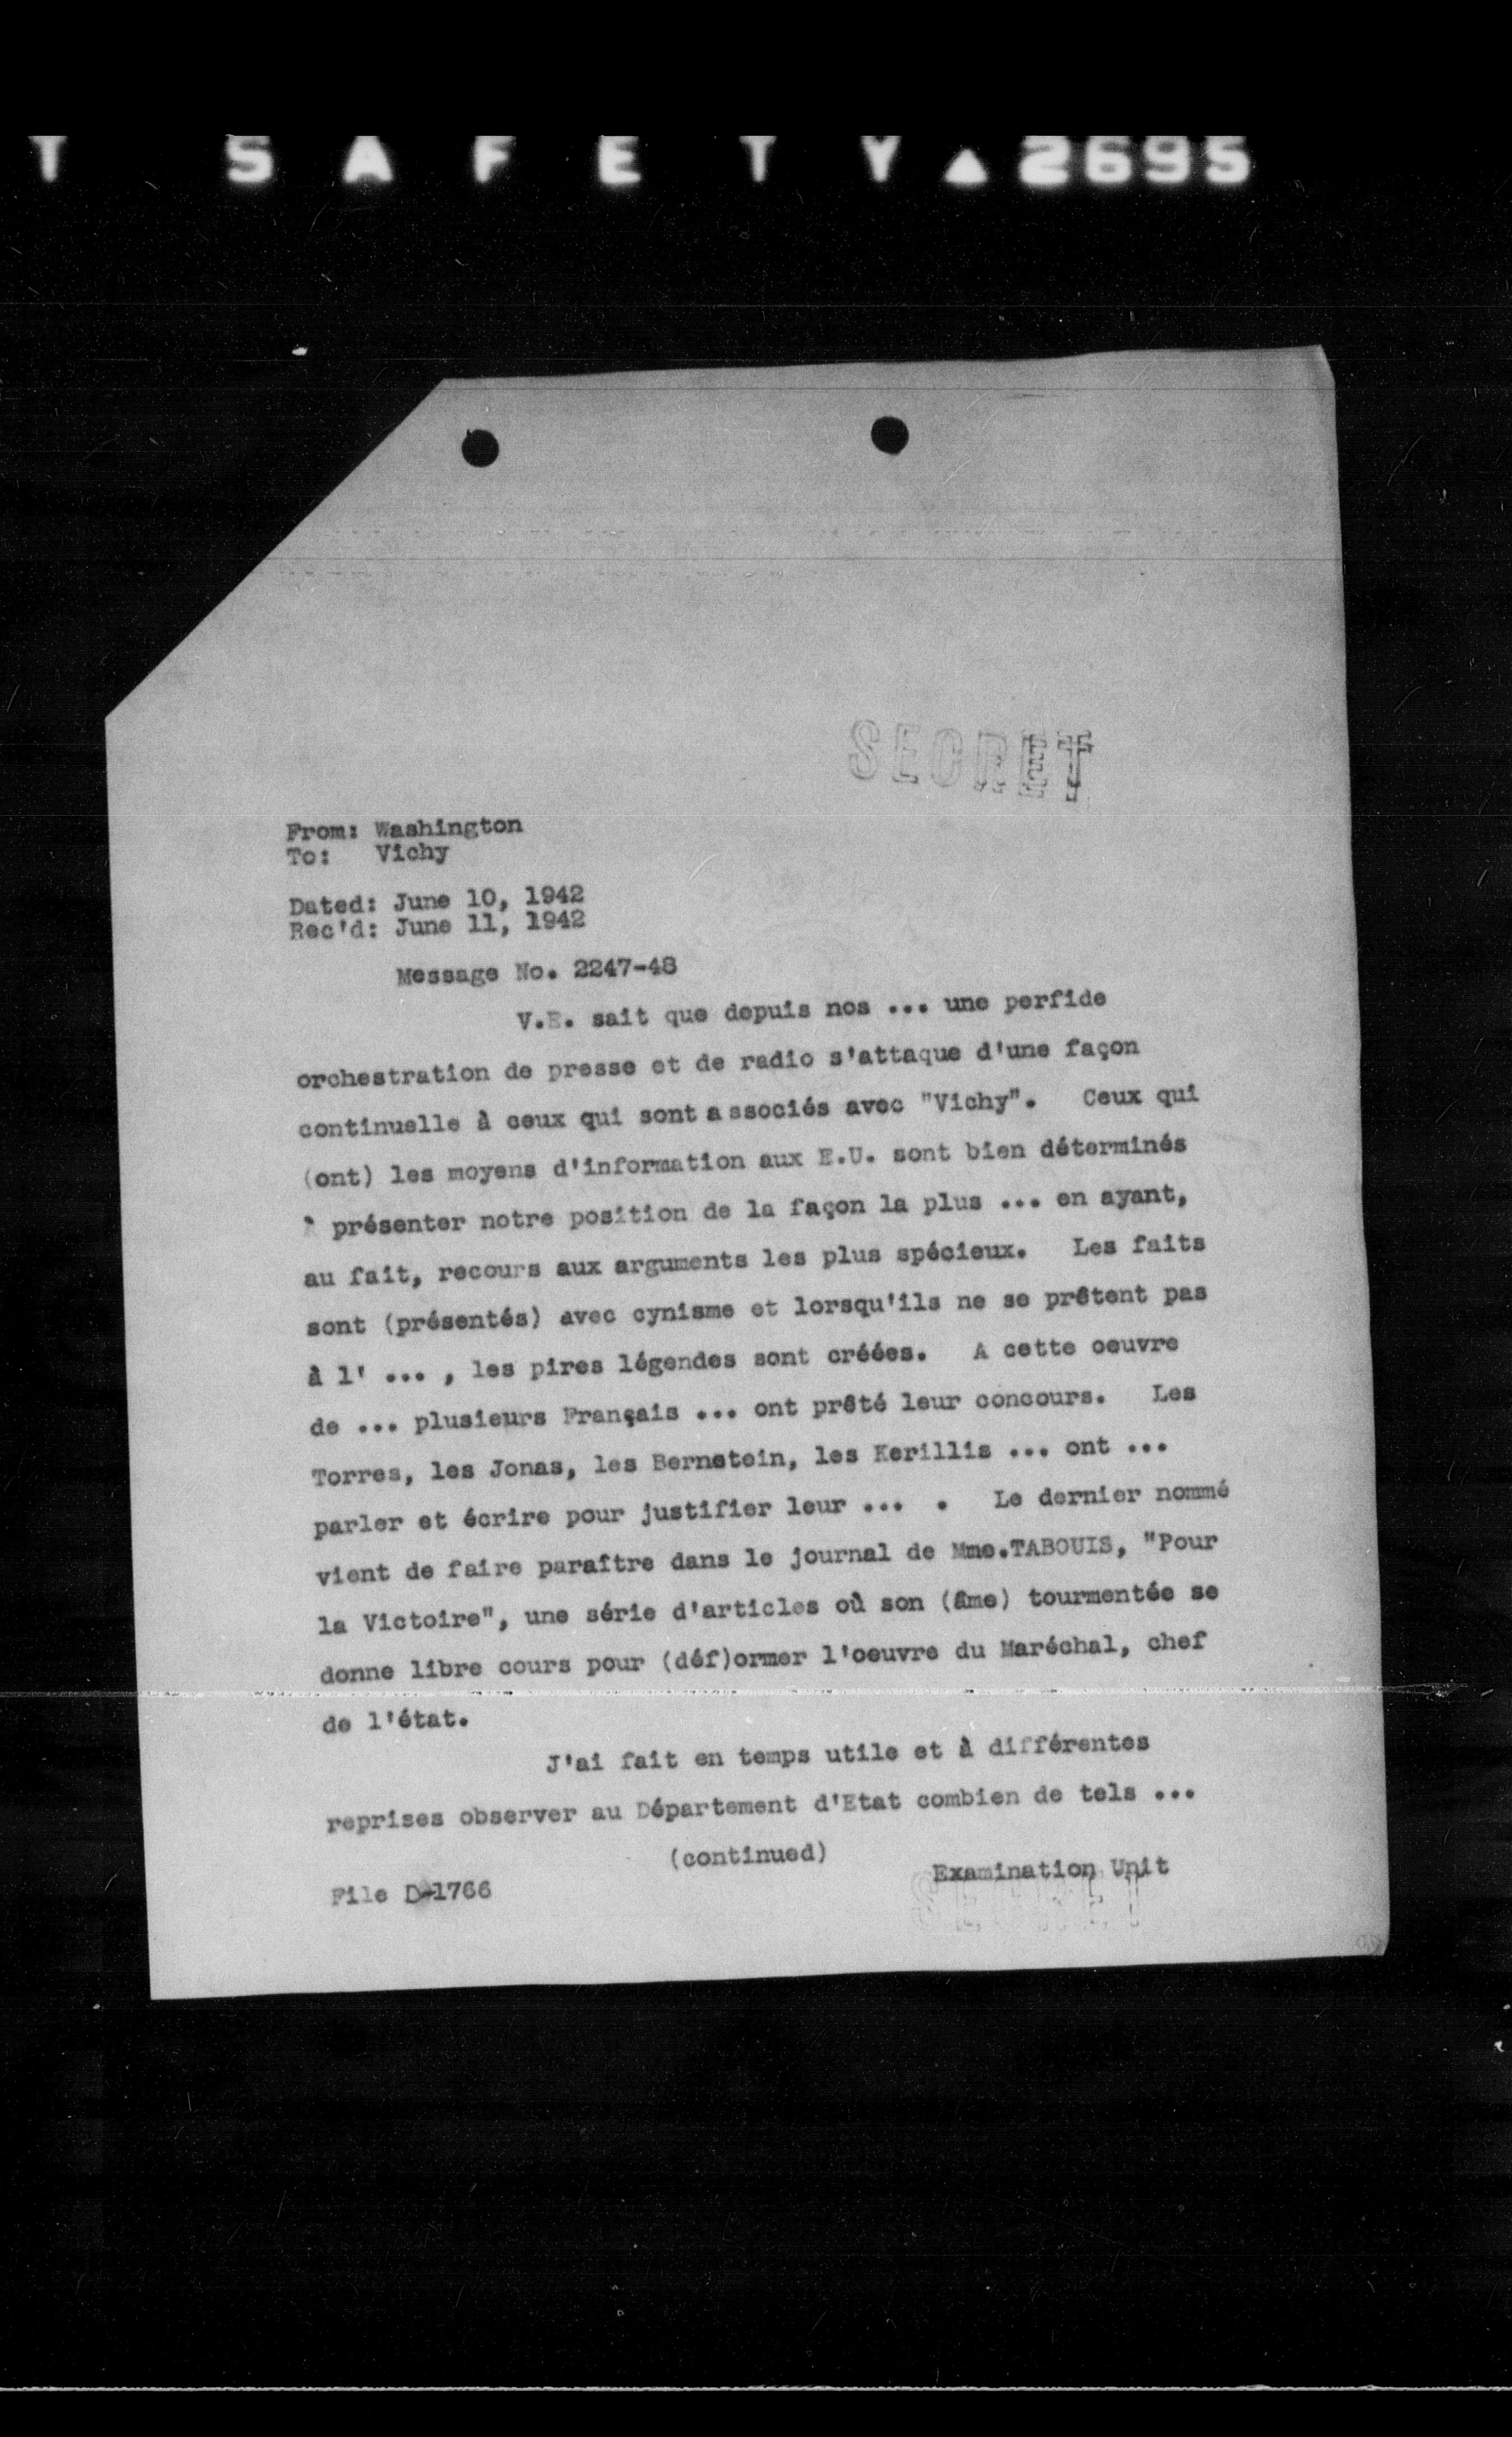 T SAFETY▲2695
SECRET
From: Washington
To: Vichy
Dated: June 10, 1942
Rec'd: June 11, 1942
Message No. 2247-48
V.E. sait que depuis nos ... une perfide
orchestration de presse et de radio s'attaque d'une façon
continuelle à ceux qui sont associés avec "Vichy". Ceux qui
(ont) les moyens d'information aux E.U. sont bien déterminés
à présenter notre position de la façon la plus ... en ayant,
au fait, recours aux arguments les plus spécieux. Les faits
sont (présentés) avec cynisme et lorsqu'ils ne se prêtent pas
à l' ... , les pires légendes sont créées. A cette oeuvre
de ... plusieurs Français ... ont prêté leur concours. Les
Torres, les Jonas, les Bernstein, les Kerillis ... ont ...
parler et écrire pour justifier leur ... . Le dernier nommé
vient de faire paraître dans le journal de Mme.TABOUIS, "Pour
la Victoire", une série d'articles où son (âme) tourmentée se
donne libre cours pour (déf)ormer l'oeuvre du Maréchal, chef
de l'état.
J'ai fait en temps utile et à différentes
reprises observer au Département d'Etat combien de tels ...
(continued)
Examination Unit
File D-1766
SECRET